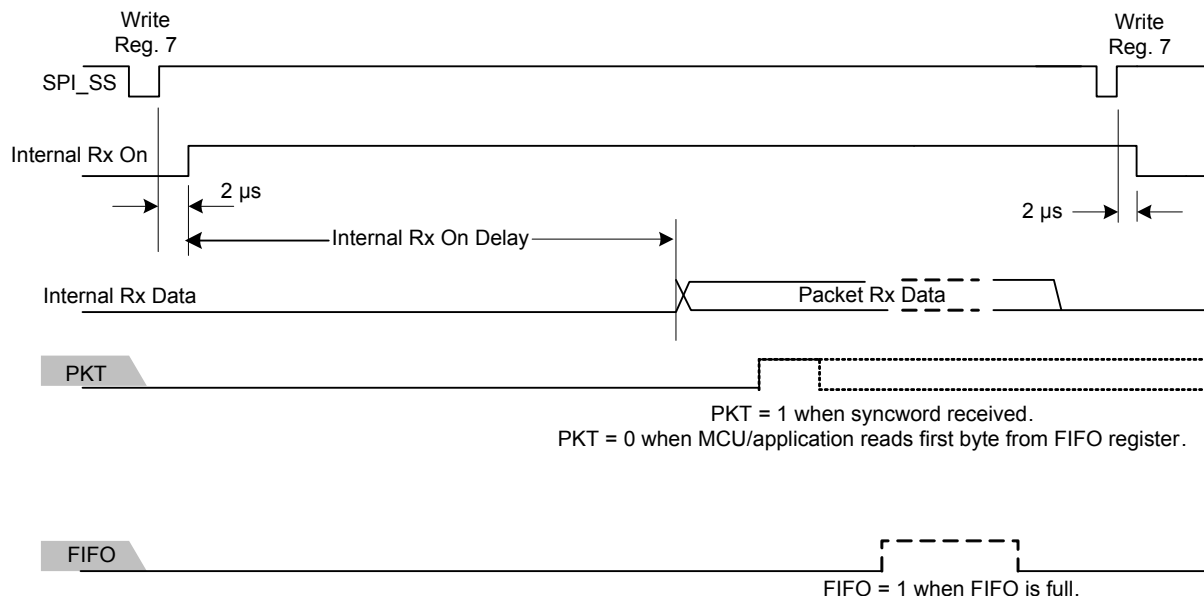 Write
Reg. 7
Write
Reg. 7
SPI_SS
Internal Rx On
2 µs
2 µs
Internal Rx On Delay
Internal Rx Data
Packet Rx Data
PKT
PKT = 1 when syncword received.
PKT = 0 when MCU/application reads first byte from FIFO register.
FIFO
FIFO = 1 when FIFO is full.